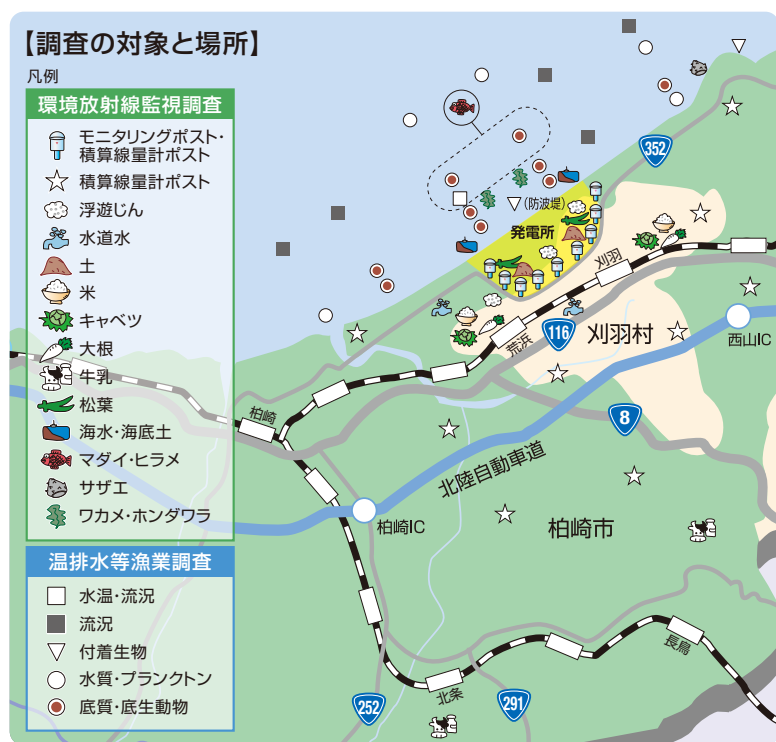 【調査の対象と場所】
凡例
環境放射線監視調査
モニタリングポスト・
積算線量計ポスト
積算線量計ポスト
浮遊じん
水道水
土
米
キャベツ
大根
牛乳
松葉
海水・海底土
マダイ・ヒラメ
サザエ
ワカメ・ホンダワラ
温排水等漁業調査
水温・流況
流況
付着生物
水質・プランクトン
底質・底生動物
352
(防波堤)
発電所
刈羽
荒浜
116
刈羽村
西山IC
柏崎
8
北陸自動車道
柏崎IC
柏崎市
長鳥
北条
252
291